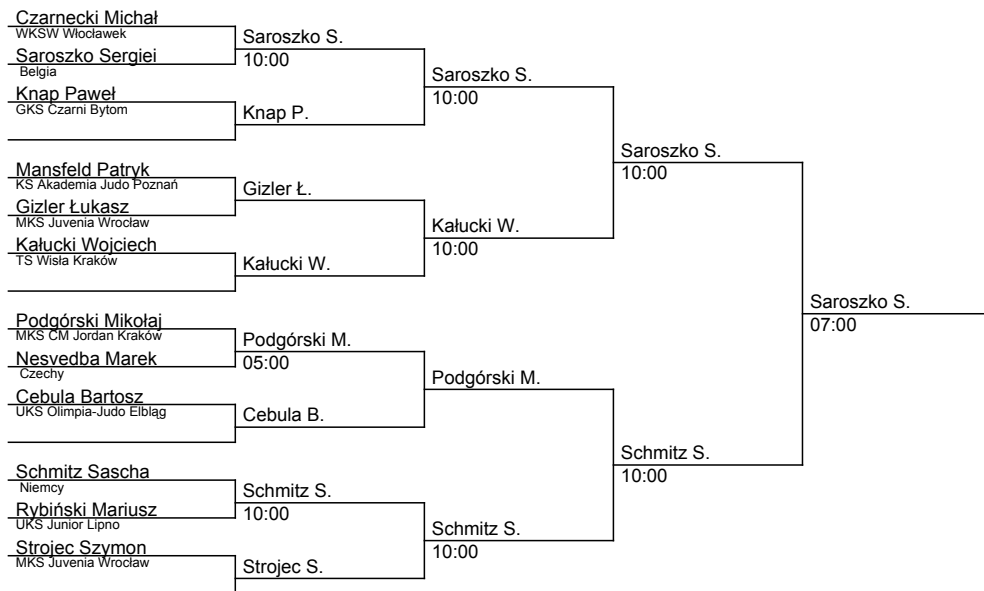 Czarnecki Michał
WKSW Włocławek
Saroszko Sergiei
Belgia
Knap Paweł
GKS Czarni Bytom
Mansfeld Patryk
KS Akademia Judo Poznań
Gizler Łukasz
MKS Juvenia Wrocław
Kałucki Wojciech
TS Wisła Kraków
Podgórski Mikołaj
MKS CM Jordan Kraków
Nesvedba Marek
Czechy
Cebula Bartosz
UKS Olimpia-Judo Elbląg
Schmitz Sascha
Niemcy
Rybiński Mariusz
UKS Junior Lipno
Strojec Szymon
MKS Juvenia Wrocław
Saroszko S.
10:00
Knap P.
Gizler Ł.
Kałucki W.
Podgórski M.
05:00
Cebula B.
Schmitz S.
10:00
Strojec S.
Saroszko S.
10:00
Kałucki W.
10:00
Podgórski M.
Schmitz S.
10:00
Saroszko S.
10:00
Schmitz S.
10:00
Saroszko S.
07:00